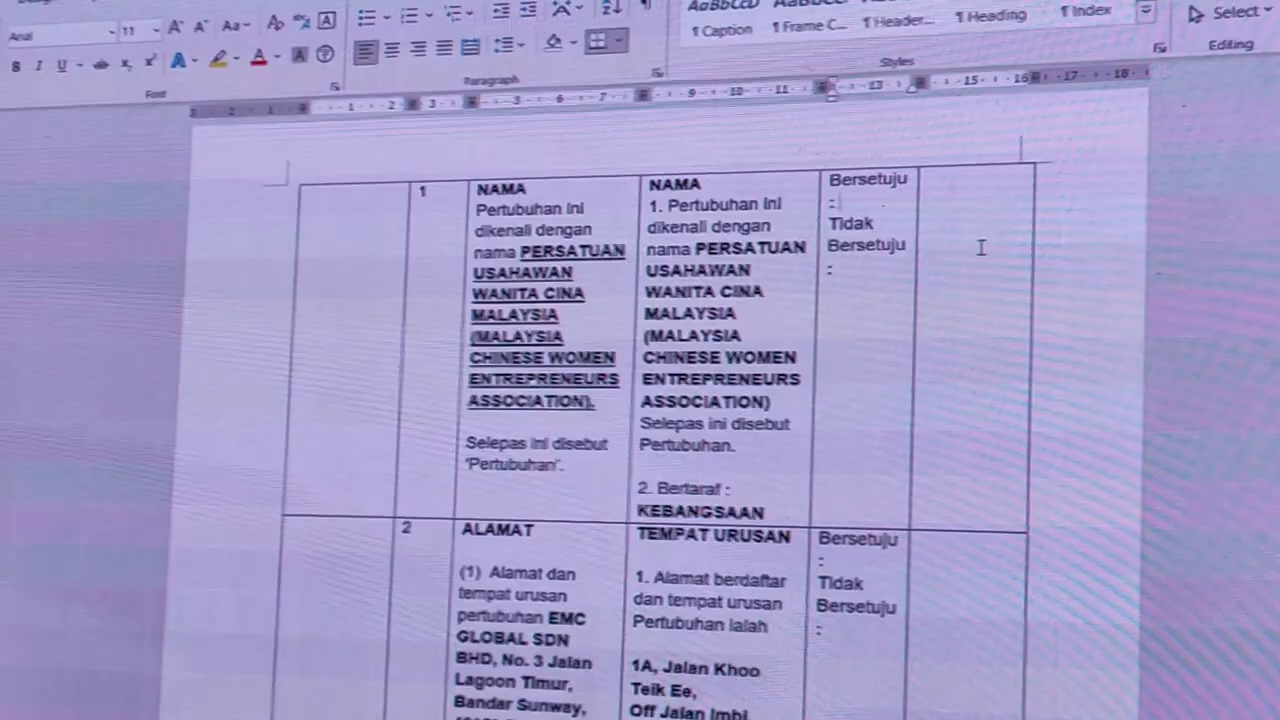 Arial
11
Aa
Font
Paragraph
AaBbCcD
¶ Caption
¶ Frame C...
¶ Header...
¶ Heading
¶ Index
Styles
Select
Editing
1
NAMA
Pertubuhan ini
dikenali dengan
nama PERSATUAN
USAHAWAN
WANITA CINA
MALAYSIA
(MALAYSIA
CHINESE WOMEN
ENTREPRENEURS
ASSOCIATION).
Selepas ini disebut
"Pertubuhan".
NAMA
1. Pertubuhan ini
dikenali dengan
nama PERSATUAN
USAHAWAN
WANITA CINA
MALAYSIA
(MALAYSIA
CHINESE WOMEN
ENTREPRENEURS
ASSOCIATION)
Selepas ini disebut
Pertubuhan.
2. Bertaraf :
KEBANGSAAN
Bersetuju
:
Tidak
Bersetuju
:
2
ALAMAT
(1) Alamat dan
tempat urusan
pertubuhan EMC
GLOBAL SDN
BHD, No. 3 Jalan
Lagoon Timur,
Bandar Sunway,
TEMPAT URUSAN
1. Alamat berdaftar
dan tempat urusan
Pertubuhan ialah
1A, Jalan Khoo
Teik Ee,
Off Jalan Imbi,
Bersetuju
:
Tidak
Bersetuju
: